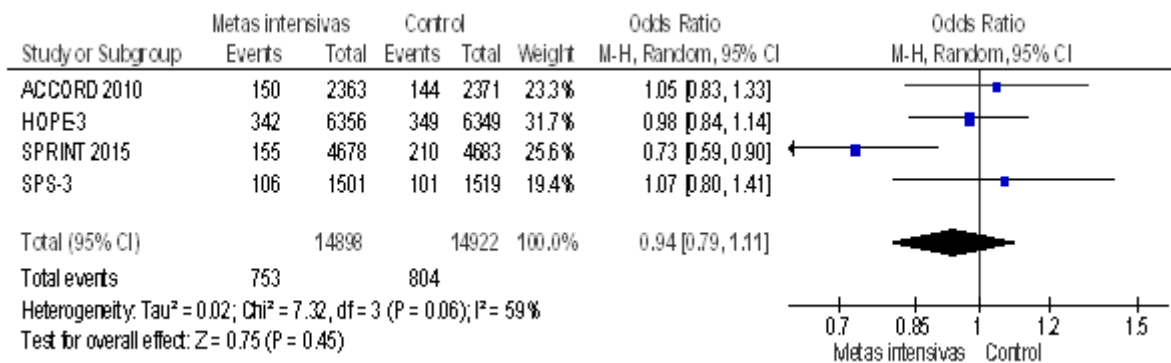 Metas intensivas Control Odds Ratio Odds Ratio
Study or Subgroup Events Total Events Total Weight M-H, Random, 95% CI M-H, Random, 95% CI
ACCORD 2010 150 2363 144 2371 23.3% 1.05 [0.83, 1.33]
HOPE-3 342 6356 349 6349 31.7% 0.98 [0.84, 1.14]
SPRINT 2015 155 4678 210 4683 25.6% 0.73 [0.59, 0.90]
SPS-3 106 1501 101 1519 19.4% 1.07 [0.80, 1.41]
Total (95% CI) 14898 14922 100.0% 0.94 [0.79, 1.11]
Total events 753 804
Heterogeneity: Tau² = 0.02; Chi² = 7.32, df = 3 (P = 0.06); I² = 59%
Test for overall effect: Z = 0.75 (P = 0.45)
0.7 0.85 1 1.2 1.5
Metas intensivas Control